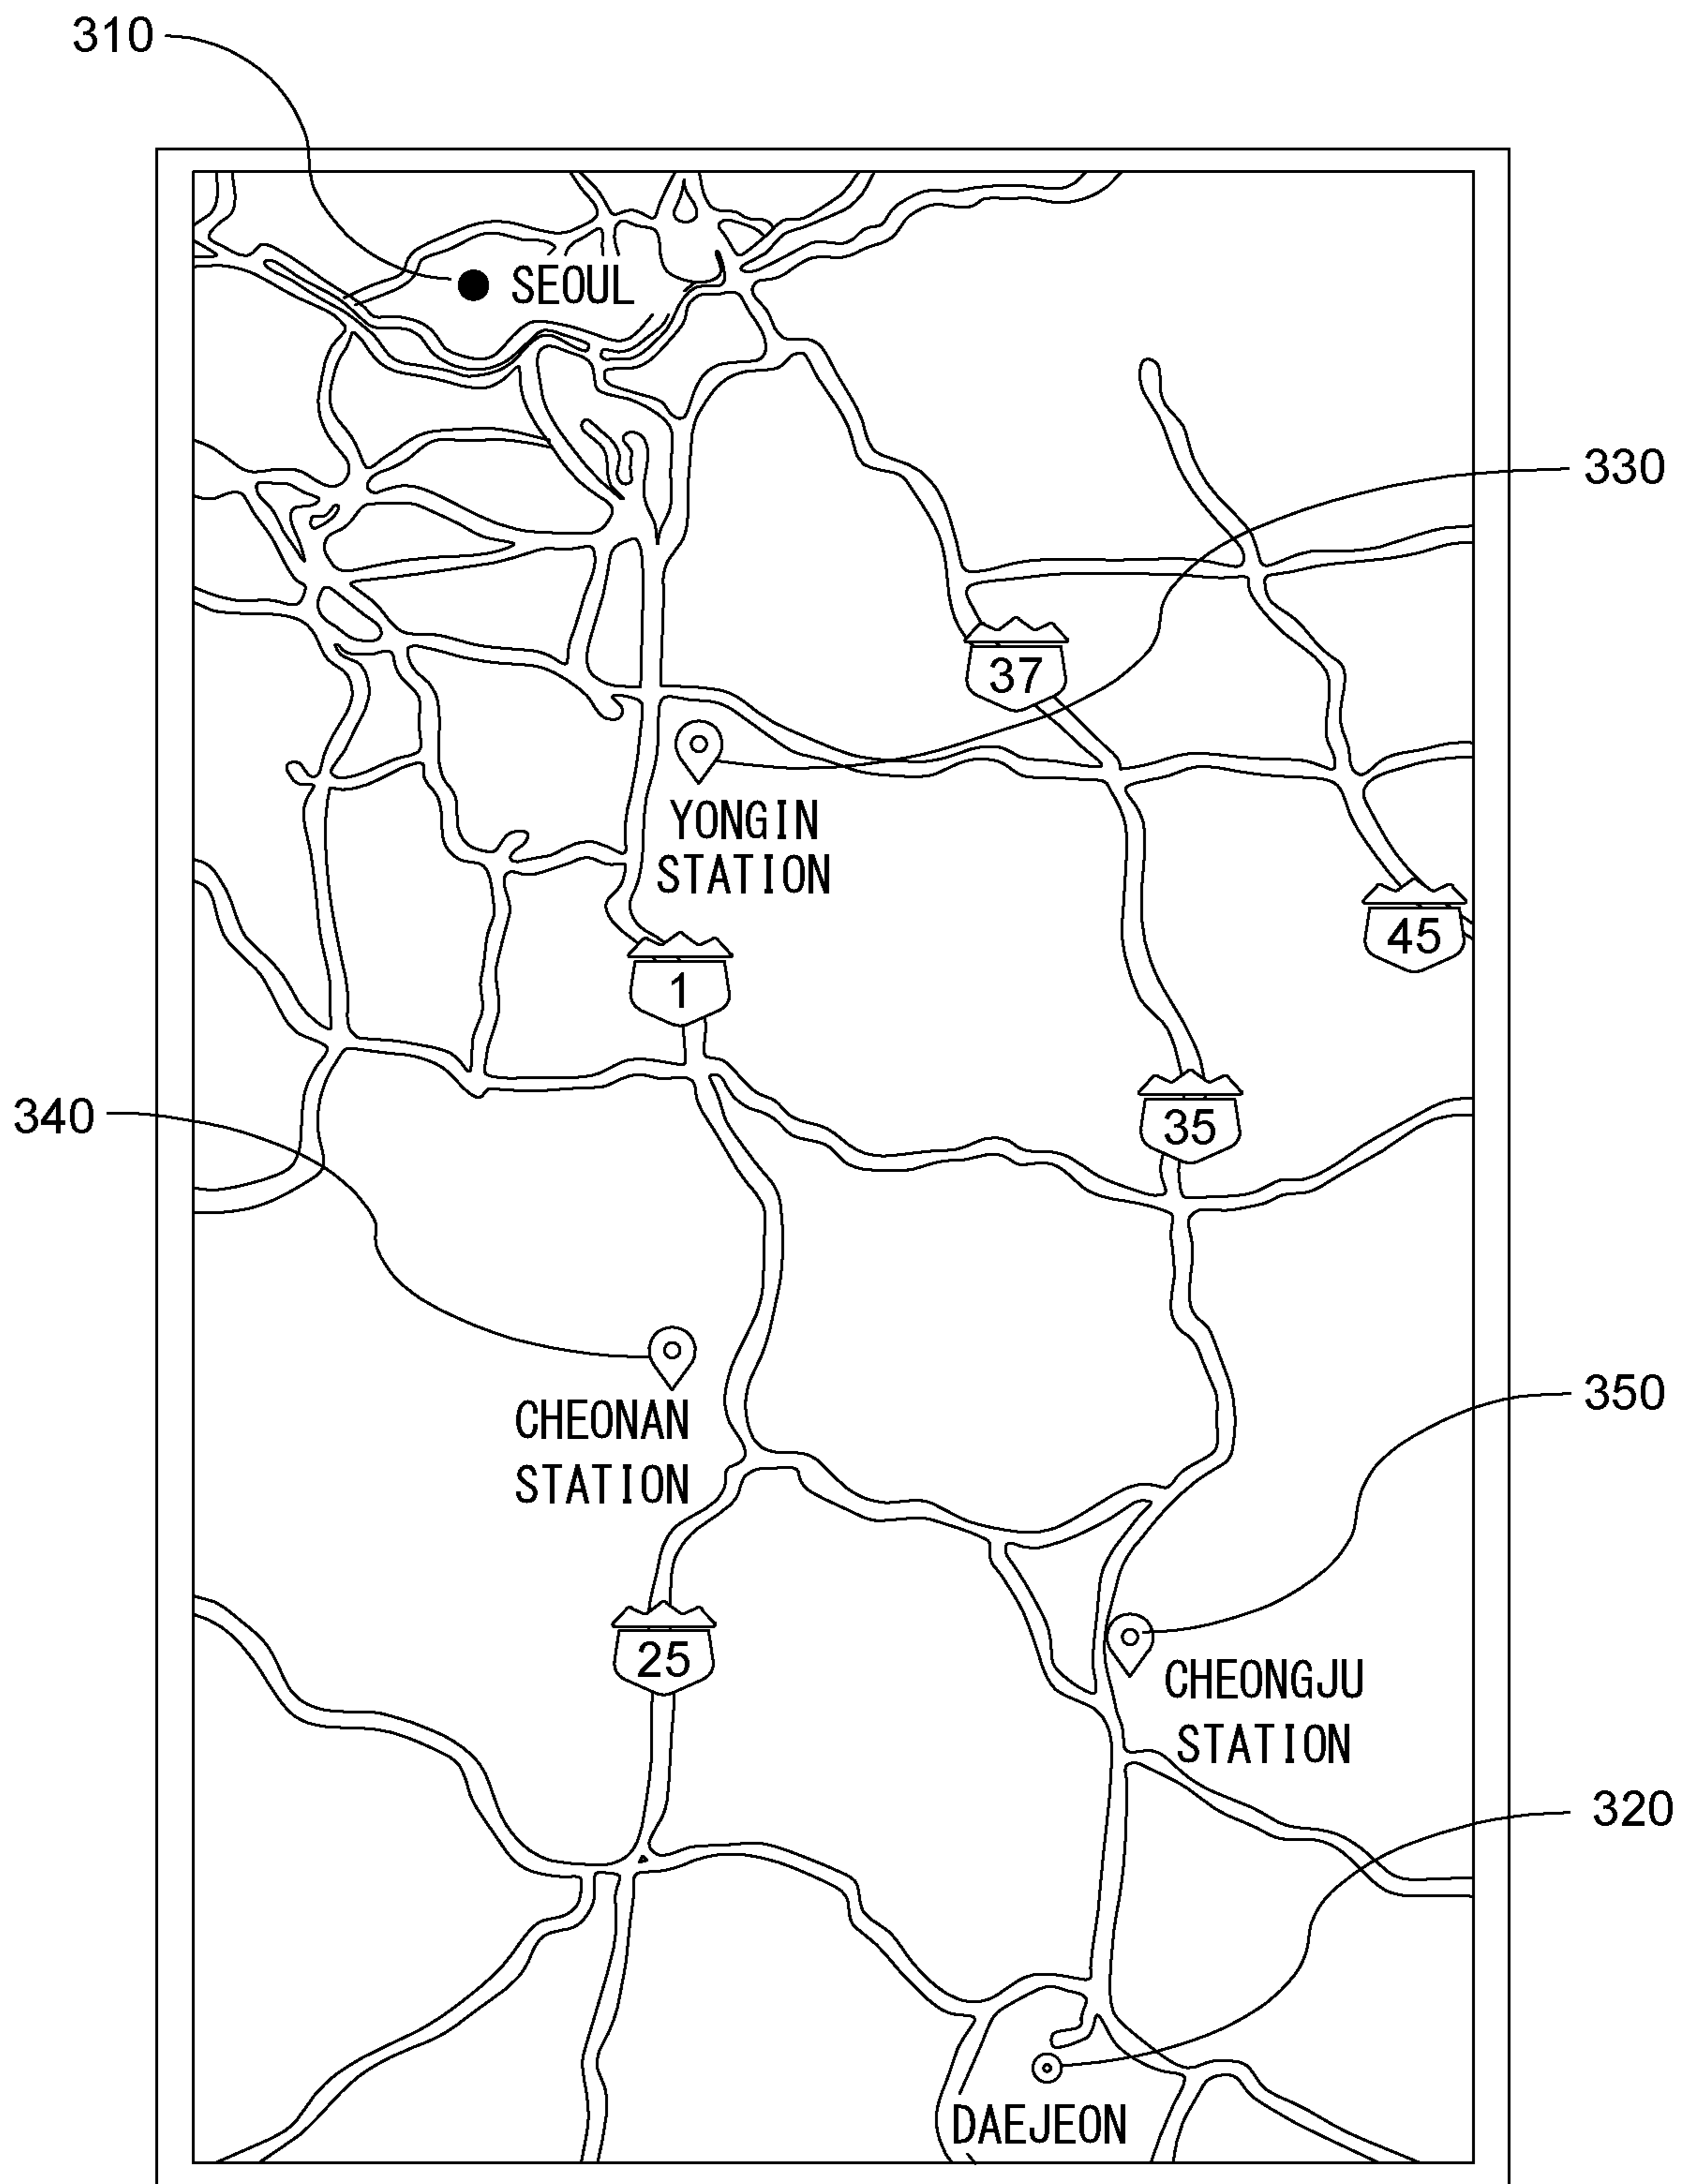 310
SEOUL
330
37
YONGIN
STATION
45
1
35
340
CHEONAN
STATION
350
25
CHEONGJU
STATION
320
DAEJEON